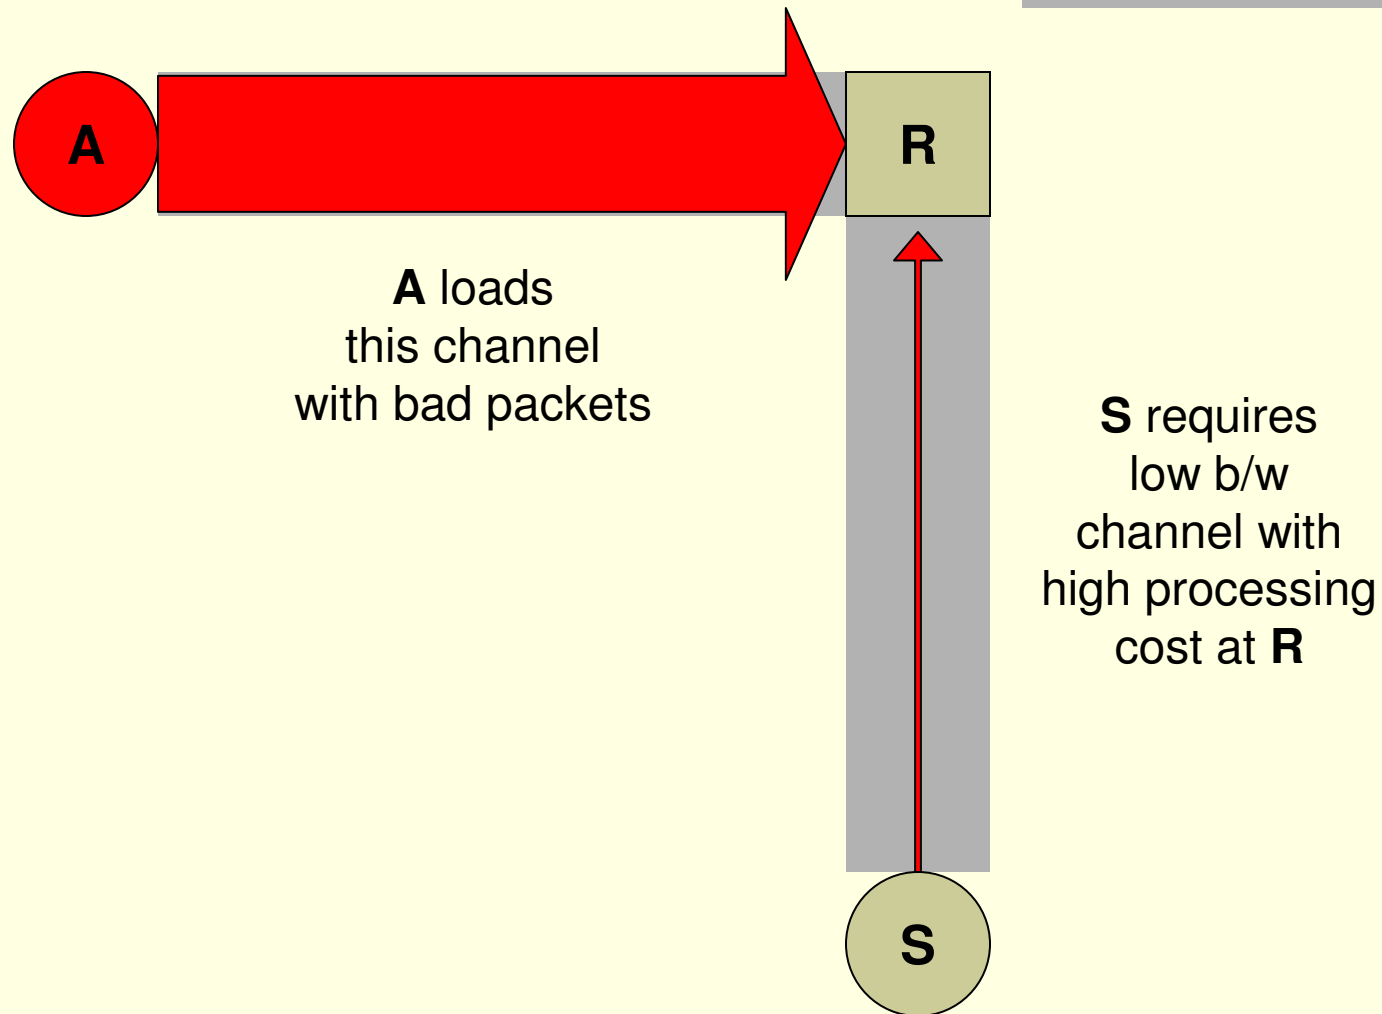 A
R
A loads
this channel
with bad packets
S requires
low b/w
channel with
high processing
cost at R
S